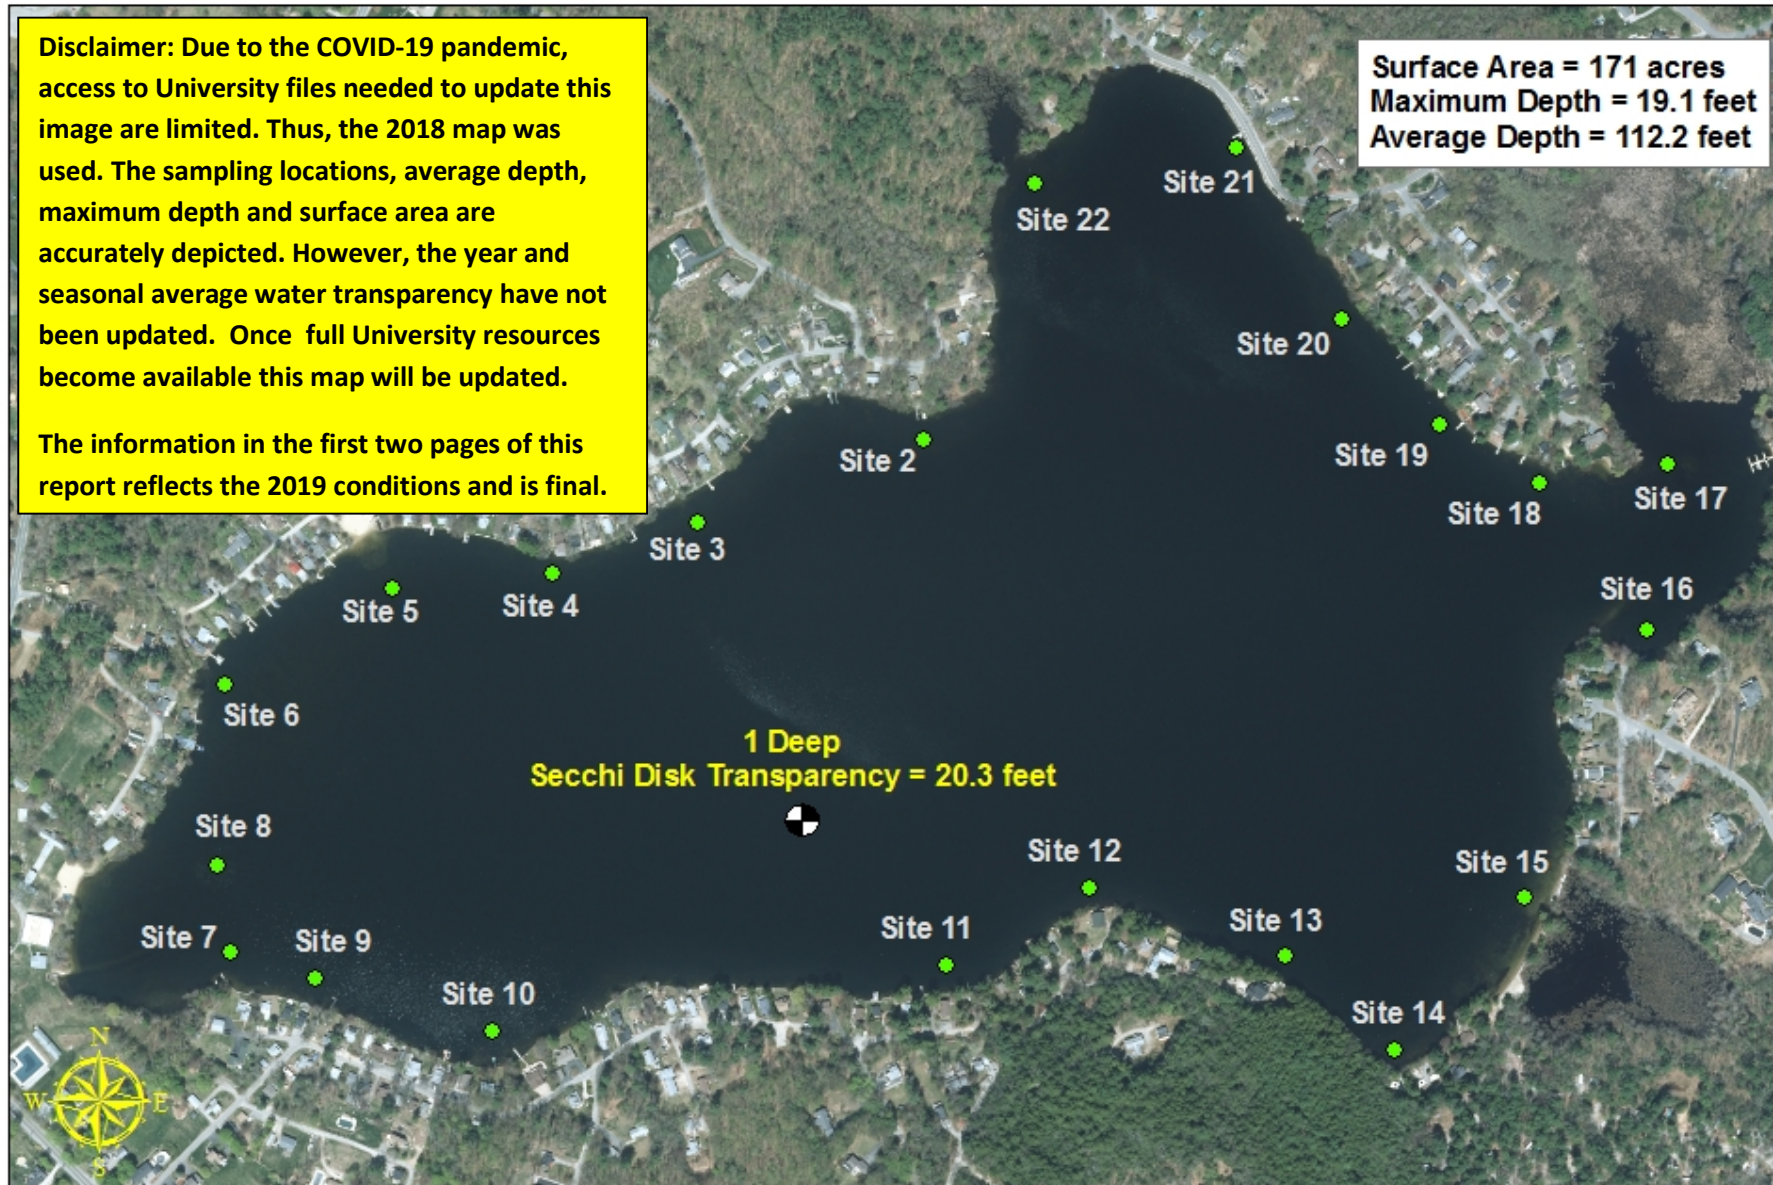 Disclaimer: Due to the COVID-19 pandemic,
access to University files needed to update this
image are limited. Thus, the 2018 map was
used. The sampling locations, average depth,
maximum depth and surface area are
accurately depicted. However, the year and
seasonal average water transparency have not
been updated.  Once  full University resources
become available this map will be updated.
The information in the first two pages of this
report reflects the 2019 conditions and is final.
Surface Area = 171 acres
Maximum Depth = 19.1 feet
Average Depth = 112.2 feet
Site 21
Site 22
Site 20
Site 2
Site 19
Site 17
Site 18
Site 3
Site 16
Site 4
Site 5
Site 6
1 Deep
Secchi Disk Transparency = 20.3 feet
Site 8
Site 12
Site 15
Site 13
Site 11
Site 7
Site 9
Site 10
Site 14
N
W
E
S